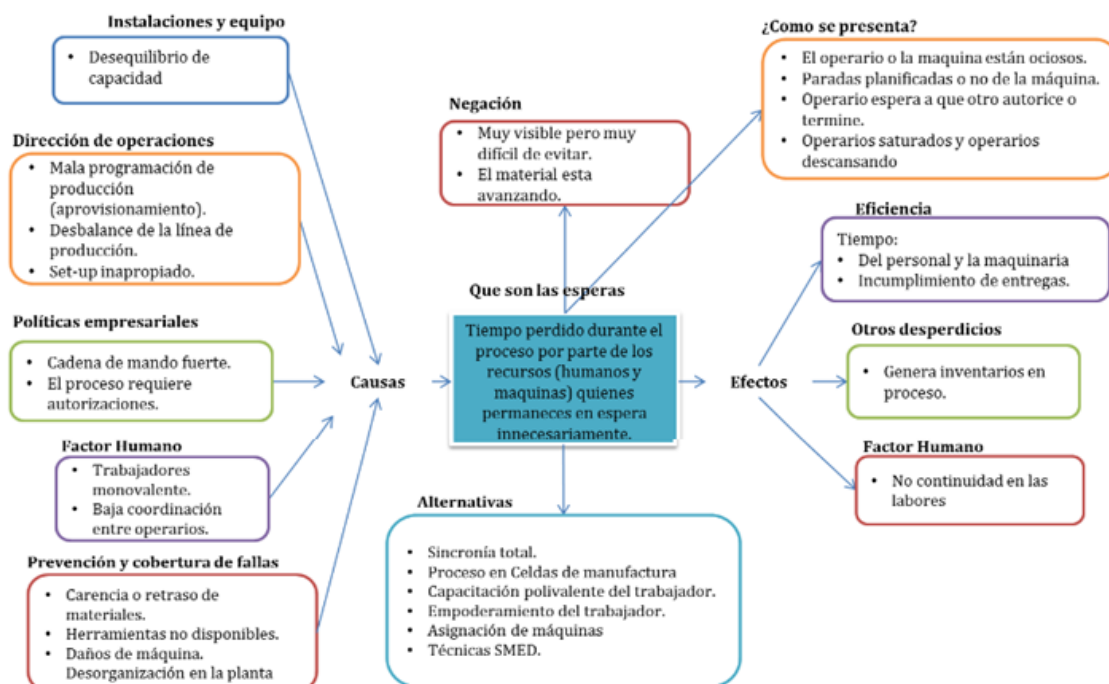 Instalaciones y equipo
• Desequilibrio de
capacidad
Dirección de operaciones
• Mala programación de
producción
(aprovisionamiento).
• Desbalance de la línea de
producción.
• Set-up inapropiado.
Políticas empresariales
• Cadena de mando fuerte.
• El proceso requiere
autorizaciones.
Factor Humano
• Trabajadores
monovalente.
• Baja coordinación
entre operarios.
Prevención y cobertura de fallas
• Carencia o retraso de
materiales.
• Herramientas no disponibles.
• Daños de máquina.
Desorganización en la planta
Causas
Negación
• Muy visible pero muy
difícil de evitar.
• El material esta
avanzando.
Que son las esperas
Tiempo perdido durante el
proceso por parte de los
recursos (humanos y
maquinas) quienes
permaneces en espera
innecesariamente.
Alternativas
• Sincronía total.
• Proceso en Celdas de manufactura
• Capacitación polivalente del trabajador.
• Empoderamiento del trabajador.
• Asignación de máquinas
• Técnicas SMED.
Efectos
¿Como se presenta?
• El operario o la maquina están ociosos.
• Paradas planificadas o no de la máquina.
• Operario espera a que otro autorice o
termine.
• Operarios saturados y operarios
descansando
Eficiencia
Tiempo:
• Del personal y la maquinaria
• Incumplimiento de entregas.
Otros desperdicios
• Genera inventarios en
proceso.
Factor Humano
• No continuidad en las
labores